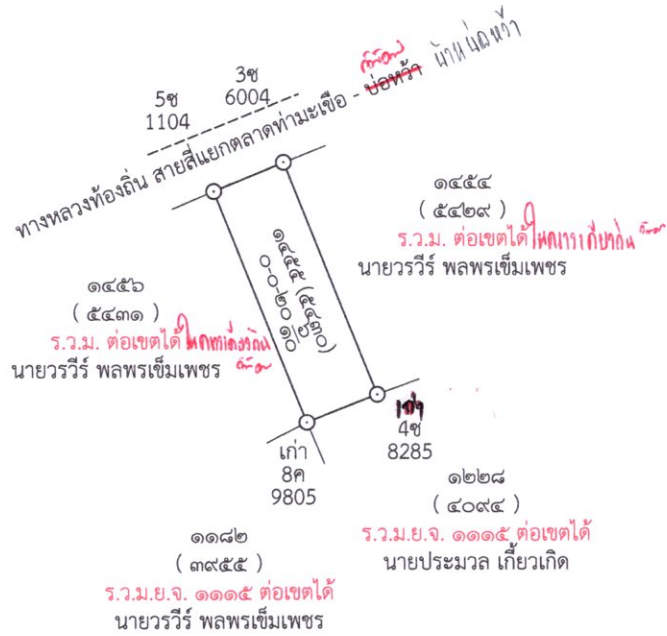 5ช
1104
3ช
6004
ทางหลวงท้องถิ่น สายสี่แยกตลาดท่ามะเขือ - บ่อหว้า บ้านบ่อหว้า
๑๔๕๔
( ๕๔๒๙ )
ร.ว.ม. ต่อเขตได้
นายวรวีร์ พลพรเข็มเพชร
๑๔๕๕ (๕๔๓๐)
๑๔๕๖
( ๕๔๓๑ )
ร.ว.ม. ต่อเขตได้
นายวรวีร์ พลพรเข็มเพชร
เก่า
8ค
9805
เก่า
4ช
8285
๑๒๒๘
( ๔๐๙๔ )
ร.ว.ม.ย.จ. ๑๑๑๕ ต่อเขตได้
นายประมวล เกี้ยวเกิด
๑๑๘๒
( ๓๙๕๕ )
ร.ว.ม.ย.จ. ๑๑๑๕ ต่อเขตได้
นายวรวีร์ พลพรเข็มเพชร